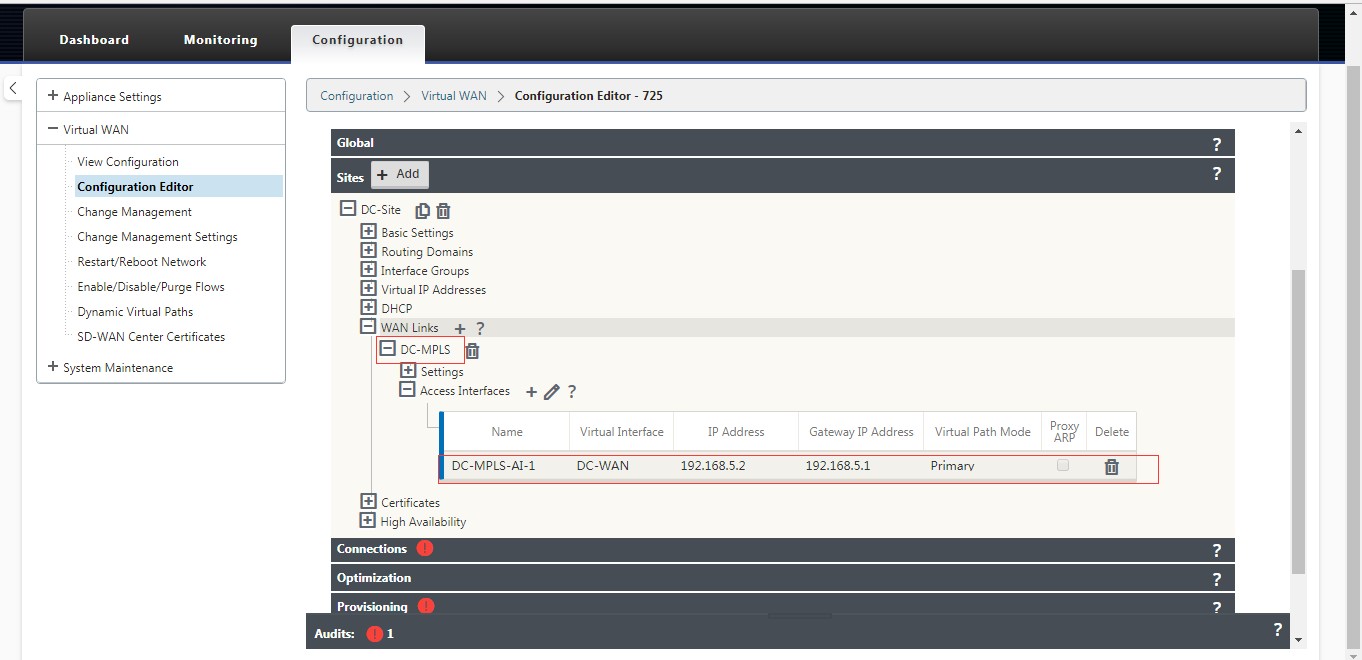 Dashboard Monitoring Configuration
+ Appliance Settings
− Virtual WAN
View Configuration
Configuration Editor
Change Management
Change Management Settings
Restart/Reboot Network
Enable/Disable/Purge Flows
Dynamic Virtual Paths
SD-WAN Center Certificates
+ System Maintenance
Configuration > Virtual WAN > Configuration Editor - 725
Global ?
Sites + Add ?
DC-Site
Basic Settings
Routing Domains
Interface Groups
Virtual IP Addresses
DHCP
WAN Links + ?
DC-MPLS
Settings
Access Interfaces + ?
Name Virtual Interface IP Address Gateway IP Address Virtual Path Mode Proxy ARP Delete
DC-MPLS-AI-1 DC-WAN 192.168.5.2 192.168.5.1 Primary
Certificates
High Availability
Connections ! ?
Optimization ?
Provisioning ! ?
Audits: ! 1 ?